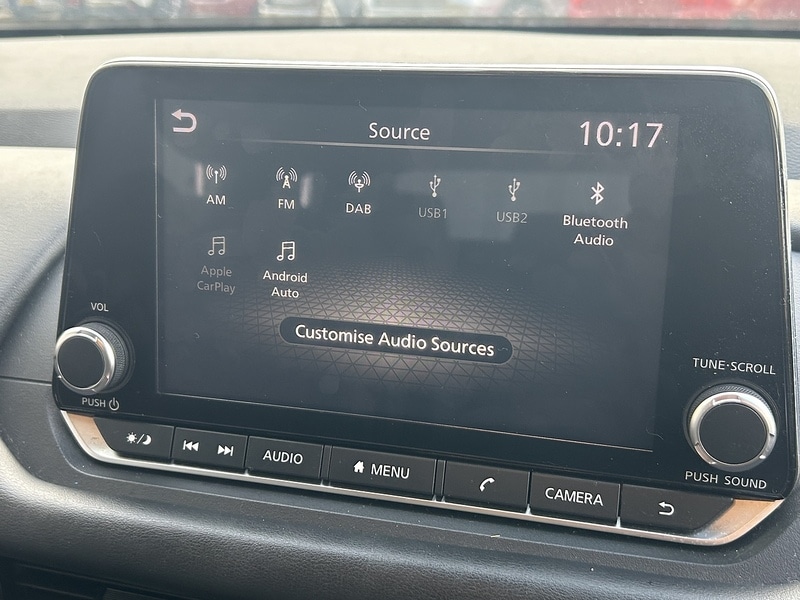 Source
10:17
AM
FM
DAB
USB1
USB2
Bluetooth
Audio
Apple
CarPlay
Android
Auto
Customise Audio Sources
VOL
PUSH
TUNE·SCROLL
PUSH SOUND
AUDIO
MENU
CAMERA